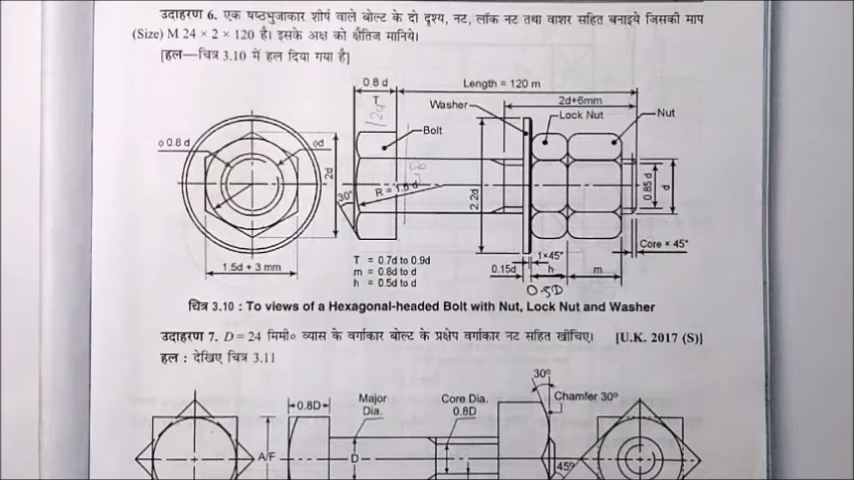 उदाहरण 6. एक षष्ठभुजाकार शीर्ष वाले बोल्ट के दो दृश्य, नट, लॉक नट तथा वाशर सहित बनाइये जिसकी माप
(Size) M 24 × 2 × 120 है। इसके अक्ष को क्षैतिज मानिये।
[हल—चित्र 3.10 में हल दिया गया है]
0.8 d
Length = 120 m
T
Washer
2d+6mm
Lock Nut
Nut
Bolt
o 0.8 d
od
2d
R = 1.5 d
30°
2.2d
0.85 d
d
Core × 45°
1×45°
0.15d
h
m
0.5D
1.5d + 3 mm
T = 0.7d to 0.9d
m = 0.8d to d
h = 0.5d to d
चित्र 3.10 : To views of a Hexagonal-headed Bolt with Nut, Lock Nut and Washer
उदाहरण 7. D = 24 मिमी० व्यास के वर्गाकार बोल्ट के प्रक्षेप वर्गाकार नट सहित खींचिए। [U.K. 2017 (S)]
हल : देखिए चित्र 3.11
30°
0.8D
Major
Dia.
Core Dia.
0.8D
Chamfer 30°
A/F
D
45°